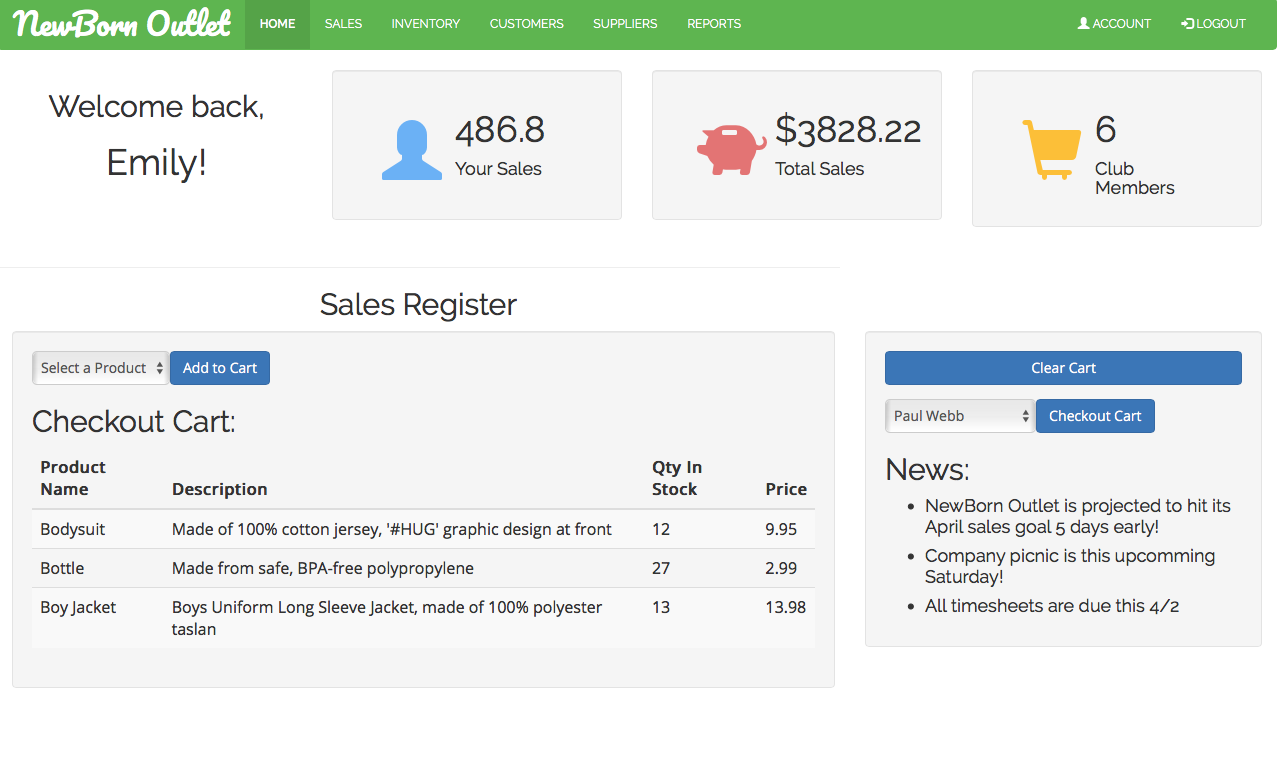 NewBorn Outlet
HOME SALES INVENTORY CUSTOMERS SUPPLIERS REPORTS ACCOUNT LOGOUT
Welcome back,
Emily!
486.8
Your Sales
$3828.22
Total Sales
6
Club
Members
Sales Register
Select a Product Add to Cart
Checkout Cart:
Product
Name Description Qty In
Stock Price
Bodysuit Made of 100% cotton jersey, '#HUG' graphic design at front 12 9.95
Bottle Made from safe, BPA-free polypropylene 27 2.99
Boy Jacket Boys Uniform Long Sleeve Jacket, made of 100% polyester 13 13.98
taslan
Clear Cart
Paul Webb Checkout Cart
News:
NewBorn Outlet is projected to hit its
April sales goal 5 days early!
Company picnic is this upcomming
Saturday!
All timesheets are due this 4/2